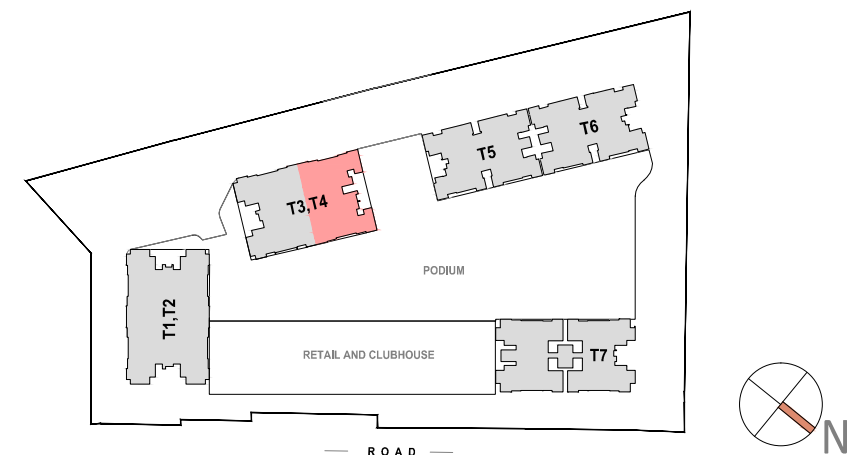 T6
T5
T3,T4
PODIUM
T1,T2
RETAIL AND CLUBHOUSE
T7
N
ROAD